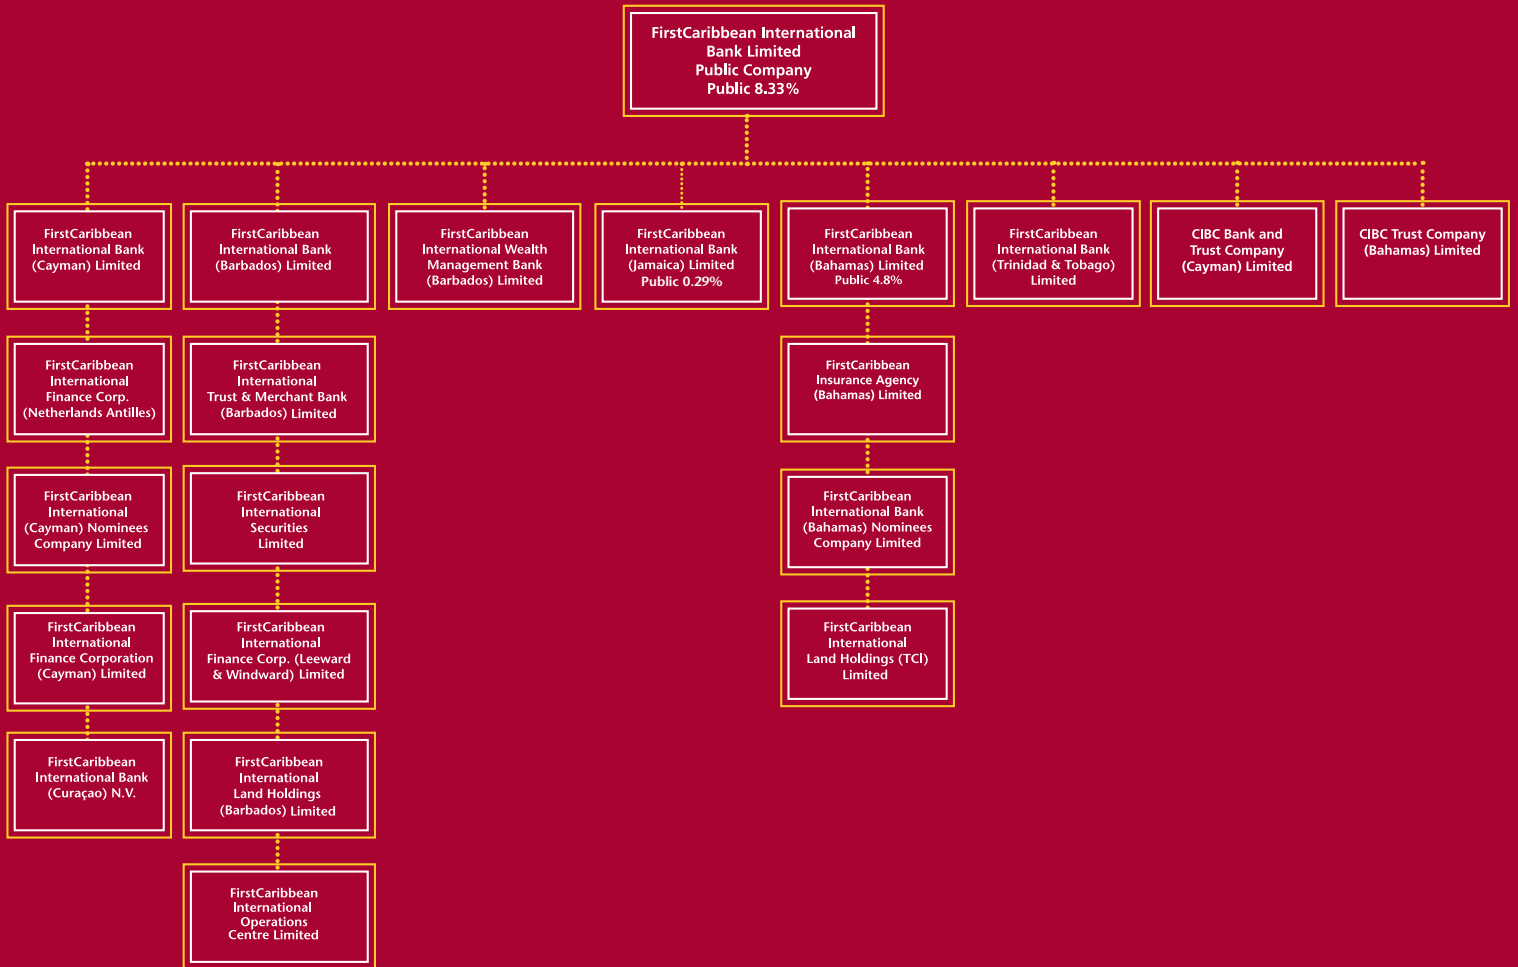 FirstCaribbean International
Bank Limited
Public Company
Public 8.33%
FirstCaribbean
International Bank
(Cayman) Limited
FirstCaribbean
International Bank
(Barbados) Limited
FirstCaribbean
International Wealth
Management Bank
(Barbados) Limited
FirstCaribbean
International Bank
(Jamaica) Limited
Public 0.29%
FirstCaribbean
International Bank
(Bahamas) Limited
Public 4.8%
FirstCaribbean
International Bank
(Trinidad & Tobago)
Limited
CIBC Bank and
Trust Company
(Cayman) Limited
CIBC Trust Company
(Bahamas) Limited
FirstCaribbean
International
Finance Corp.
(Netherlands Antilles)
FirstCaribbean
International
Trust & Merchant Bank
(Barbados) Limited
FirstCaribbean
Insurance Agency
(Bahamas) Limited
FirstCaribbean
International
(Cayman) Nominees
Company Limited
FirstCaribbean
International
Securities
Limited
FirstCaribbean
International Bank
(Bahamas) Nominees
Company Limited
FirstCaribbean
International
Finance Corporation
(Cayman) Limited
FirstCaribbean
International
Finance Corp. (Leeward
& Windward) Limited
FirstCaribbean
International
Land Holdings (TCI)
Limited
FirstCaribbean
International Bank
(Curaçao) N.V.
FirstCaribbean
International
Land Holdings
(Barbados) Limited
FirstCaribbean
International
Operations
Centre Limited